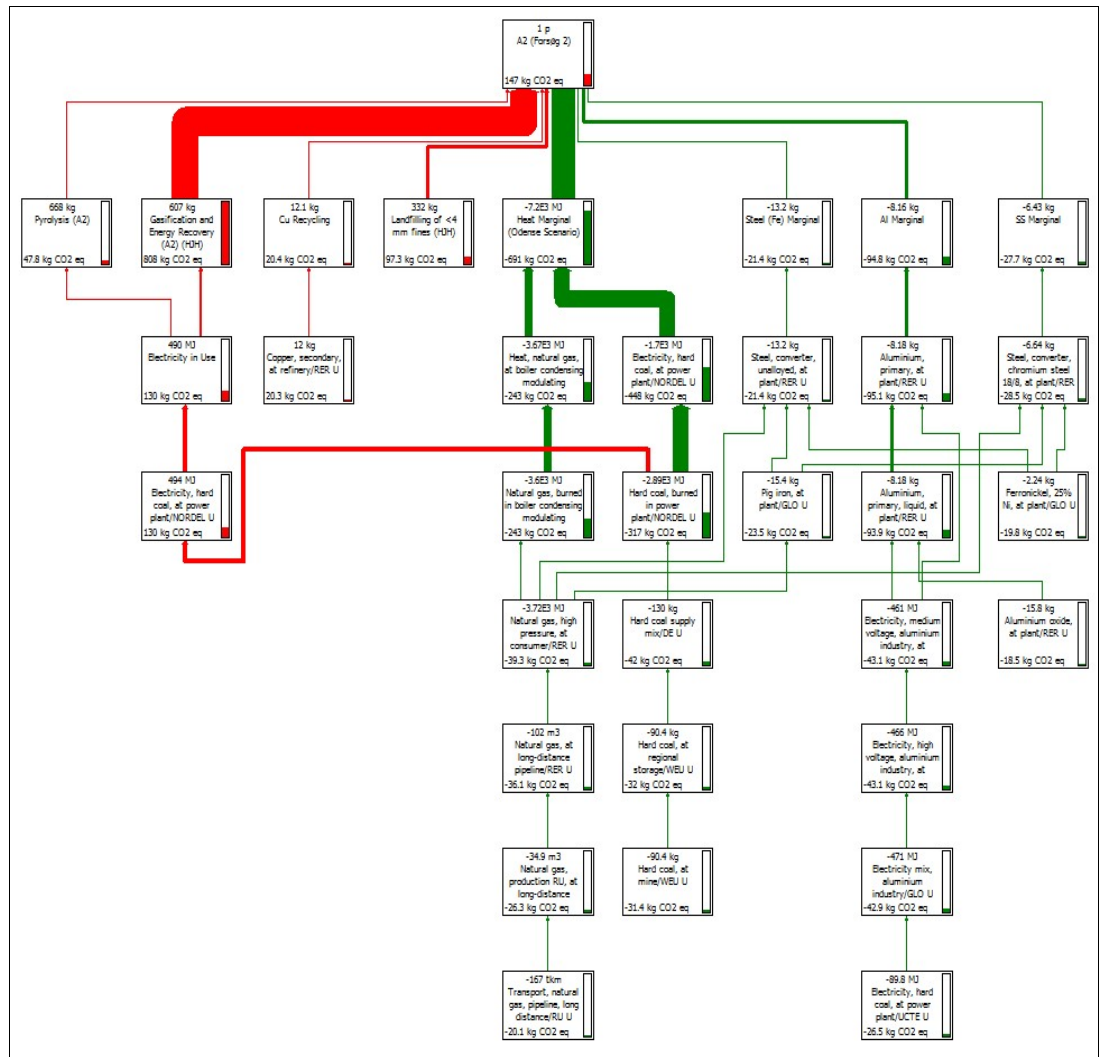 1 p
A2 (Forsøg 2)
147 kg CO2 eq
668 kg
Pyrolysis (A2)
47.8 kg CO2 eq
607 kg
Gasification and
Energy Recovery
(A2) (HJH)
808 kg CO2 eq
12.1 kg
Cu Recycling
20.4 kg CO2 eq
332 kg
Landfilling of <4
mm fines (HJH)
97.3 kg CO2 eq
-7.2E3 MJ
Heat Marginal
(Odense Scenario)
-691 kg CO2 eq
-13.2 kg
Steel (Fe) Marginal
-21.4 kg CO2 eq
-8.16 kg
Al Marginal
-94.8 kg CO2 eq
-6.43 kg
SS Marginal
-27.7 kg CO2 eq
490 MJ
Electricity in Use
130 kg CO2 eq
12 kg
Copper, secondary,
at refinery/RER U
20.3 kg CO2 eq
-3.67E3 MJ
Heat, natural gas,
at boiler condensing
modulating
-243 kg CO2 eq
-1.7E3 MJ
Electricity, hard
coal, at power
plant/NORDEL U
-448 kg CO2 eq
-13.2 kg
Steel, converter,
unalloyed, at
plant/RER U
-21.4 kg CO2 eq
-8.18 kg
Aluminium,
primary, at
plant/RER U
-95.1 kg CO2 eq
-6.64 kg
Steel, converter,
chromium steel
18/8, at plant/RER
-28.5 kg CO2 eq
494 MJ
Electricity, hard
coal, at power
plant/NORDEL U
130 kg CO2 eq
-3.6E3 MJ
Natural gas, burned
in boiler condensing
modulating
-243 kg CO2 eq
-2.89E3 MJ
Hard coal, burned
in power
plant/NORDEL U
-317 kg CO2 eq
-15.4 kg
Pig iron, at
plant/GLO U
-23.5 kg CO2 eq
-8.18 kg
Aluminium,
primary, liquid, at
plant/RER U
-93.9 kg CO2 eq
-2.24 kg
Ferronickel, 25%
Ni, at plant/GLO U
-19.8 kg CO2 eq
-3.72E3 MJ
Natural gas, high
pressure, at
consumer/RER U
-39.3 kg CO2 eq
-130 kg
Hard coal supply
mix/DE U
-42 kg CO2 eq
-461 MJ
Electricity, medium
voltage, aluminium
industry, at
-43.1 kg CO2 eq
-15.8 kg
Aluminium oxide,
at plant/RER U
-18.5 kg CO2 eq
-102 m3
Natural gas, at
long-distance
pipeline/RER U
-36.1 kg CO2 eq
-90.4 kg
Hard coal, at
regional
storage/WEU U
-32 kg CO2 eq
-466 MJ
Electricity, high
voltage, aluminium
industry, at
-43.1 kg CO2 eq
-34.9 m3
Natural gas,
production RU, at
long-distance
-26.3 kg CO2 eq
-90.4 kg
Hard coal, at
mine/WEU U
-31.4 kg CO2 eq
-471 MJ
Electricity mix,
aluminium
industry/GLO U
-42.9 kg CO2 eq
-167 tkm
Transport, natural
gas, pipeline, long
distance/RU U
-20.1 kg CO2 eq
-89.8 MJ
Electricity, hard
coal, at power
plant/UCTE U
-26.5 kg CO2 eq